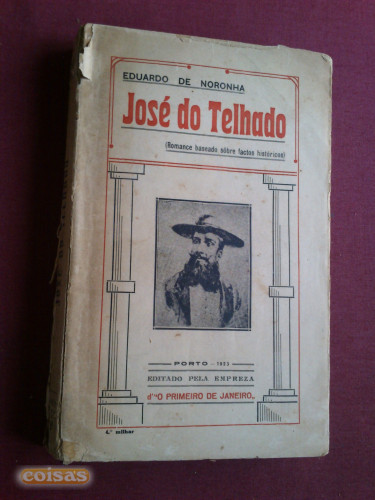 EDUARDO DE NORONHA
José do Telhado
(Romance baseado sôbre factos históricos)
PORTO - 1923
EDITADO PELA EMPREZA
d'"O PRIMEIRO DE JANEIRO„
4.º milhar
coisas